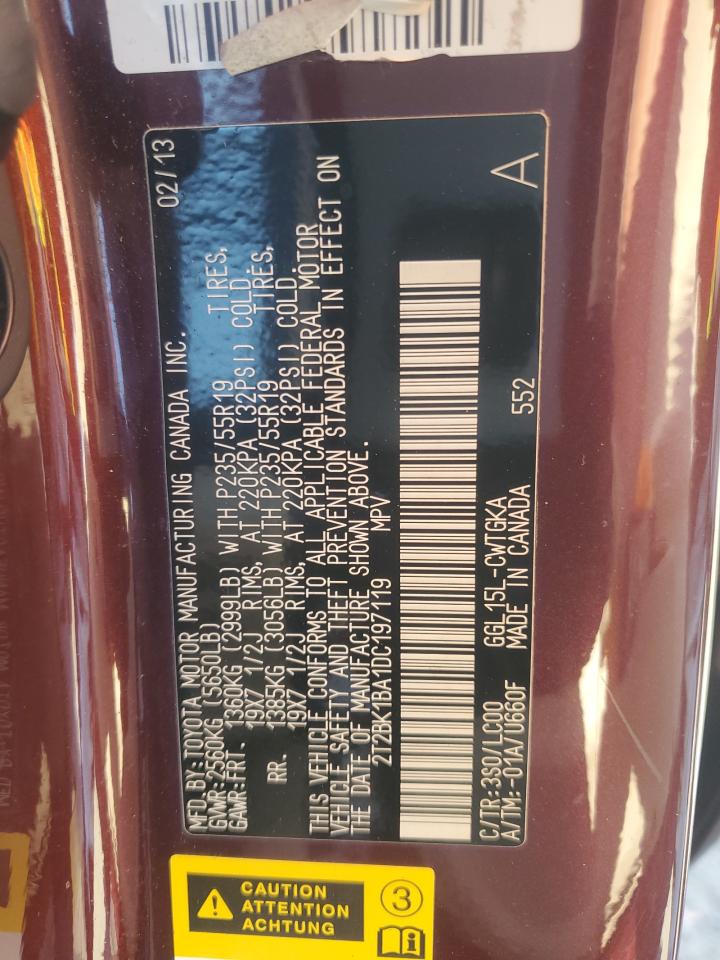 MFD.BY:TOYOTA MOTOR MANUFACTURING CANADA INC. 02/13
GVWR:2560KG (5650LB)
GAWR:FRT. 1360KG (2999LB) WITH P235/55R19 TIRES,
19X7 1/2J RIMS, AT 220KPA (32PSI) COLD.
RR. 1385KG (3056LB) WITH P235/55R19 TIRES,
19X7 1/2J RIMS, AT 220KPA (32PSI) COLD.
THIS VEHICLE CONFORMS TO ALL APPLICABLE FEDERAL MOTOR
VEHICLE SAFETY AND THEFT PREVENTION STANDARDS IN EFFECT ON
THE DATE OF MANUFACTURE SHOWN ABOVE.
2T2BK1BA1DC197119 MPV
C/TR:3S0/LC00 GGL15L-CWTGKA
A/TM:-01A/U660F MADE IN CANADA 552 A
CAUTION
ATTENTION
ACHTUNG
3
i